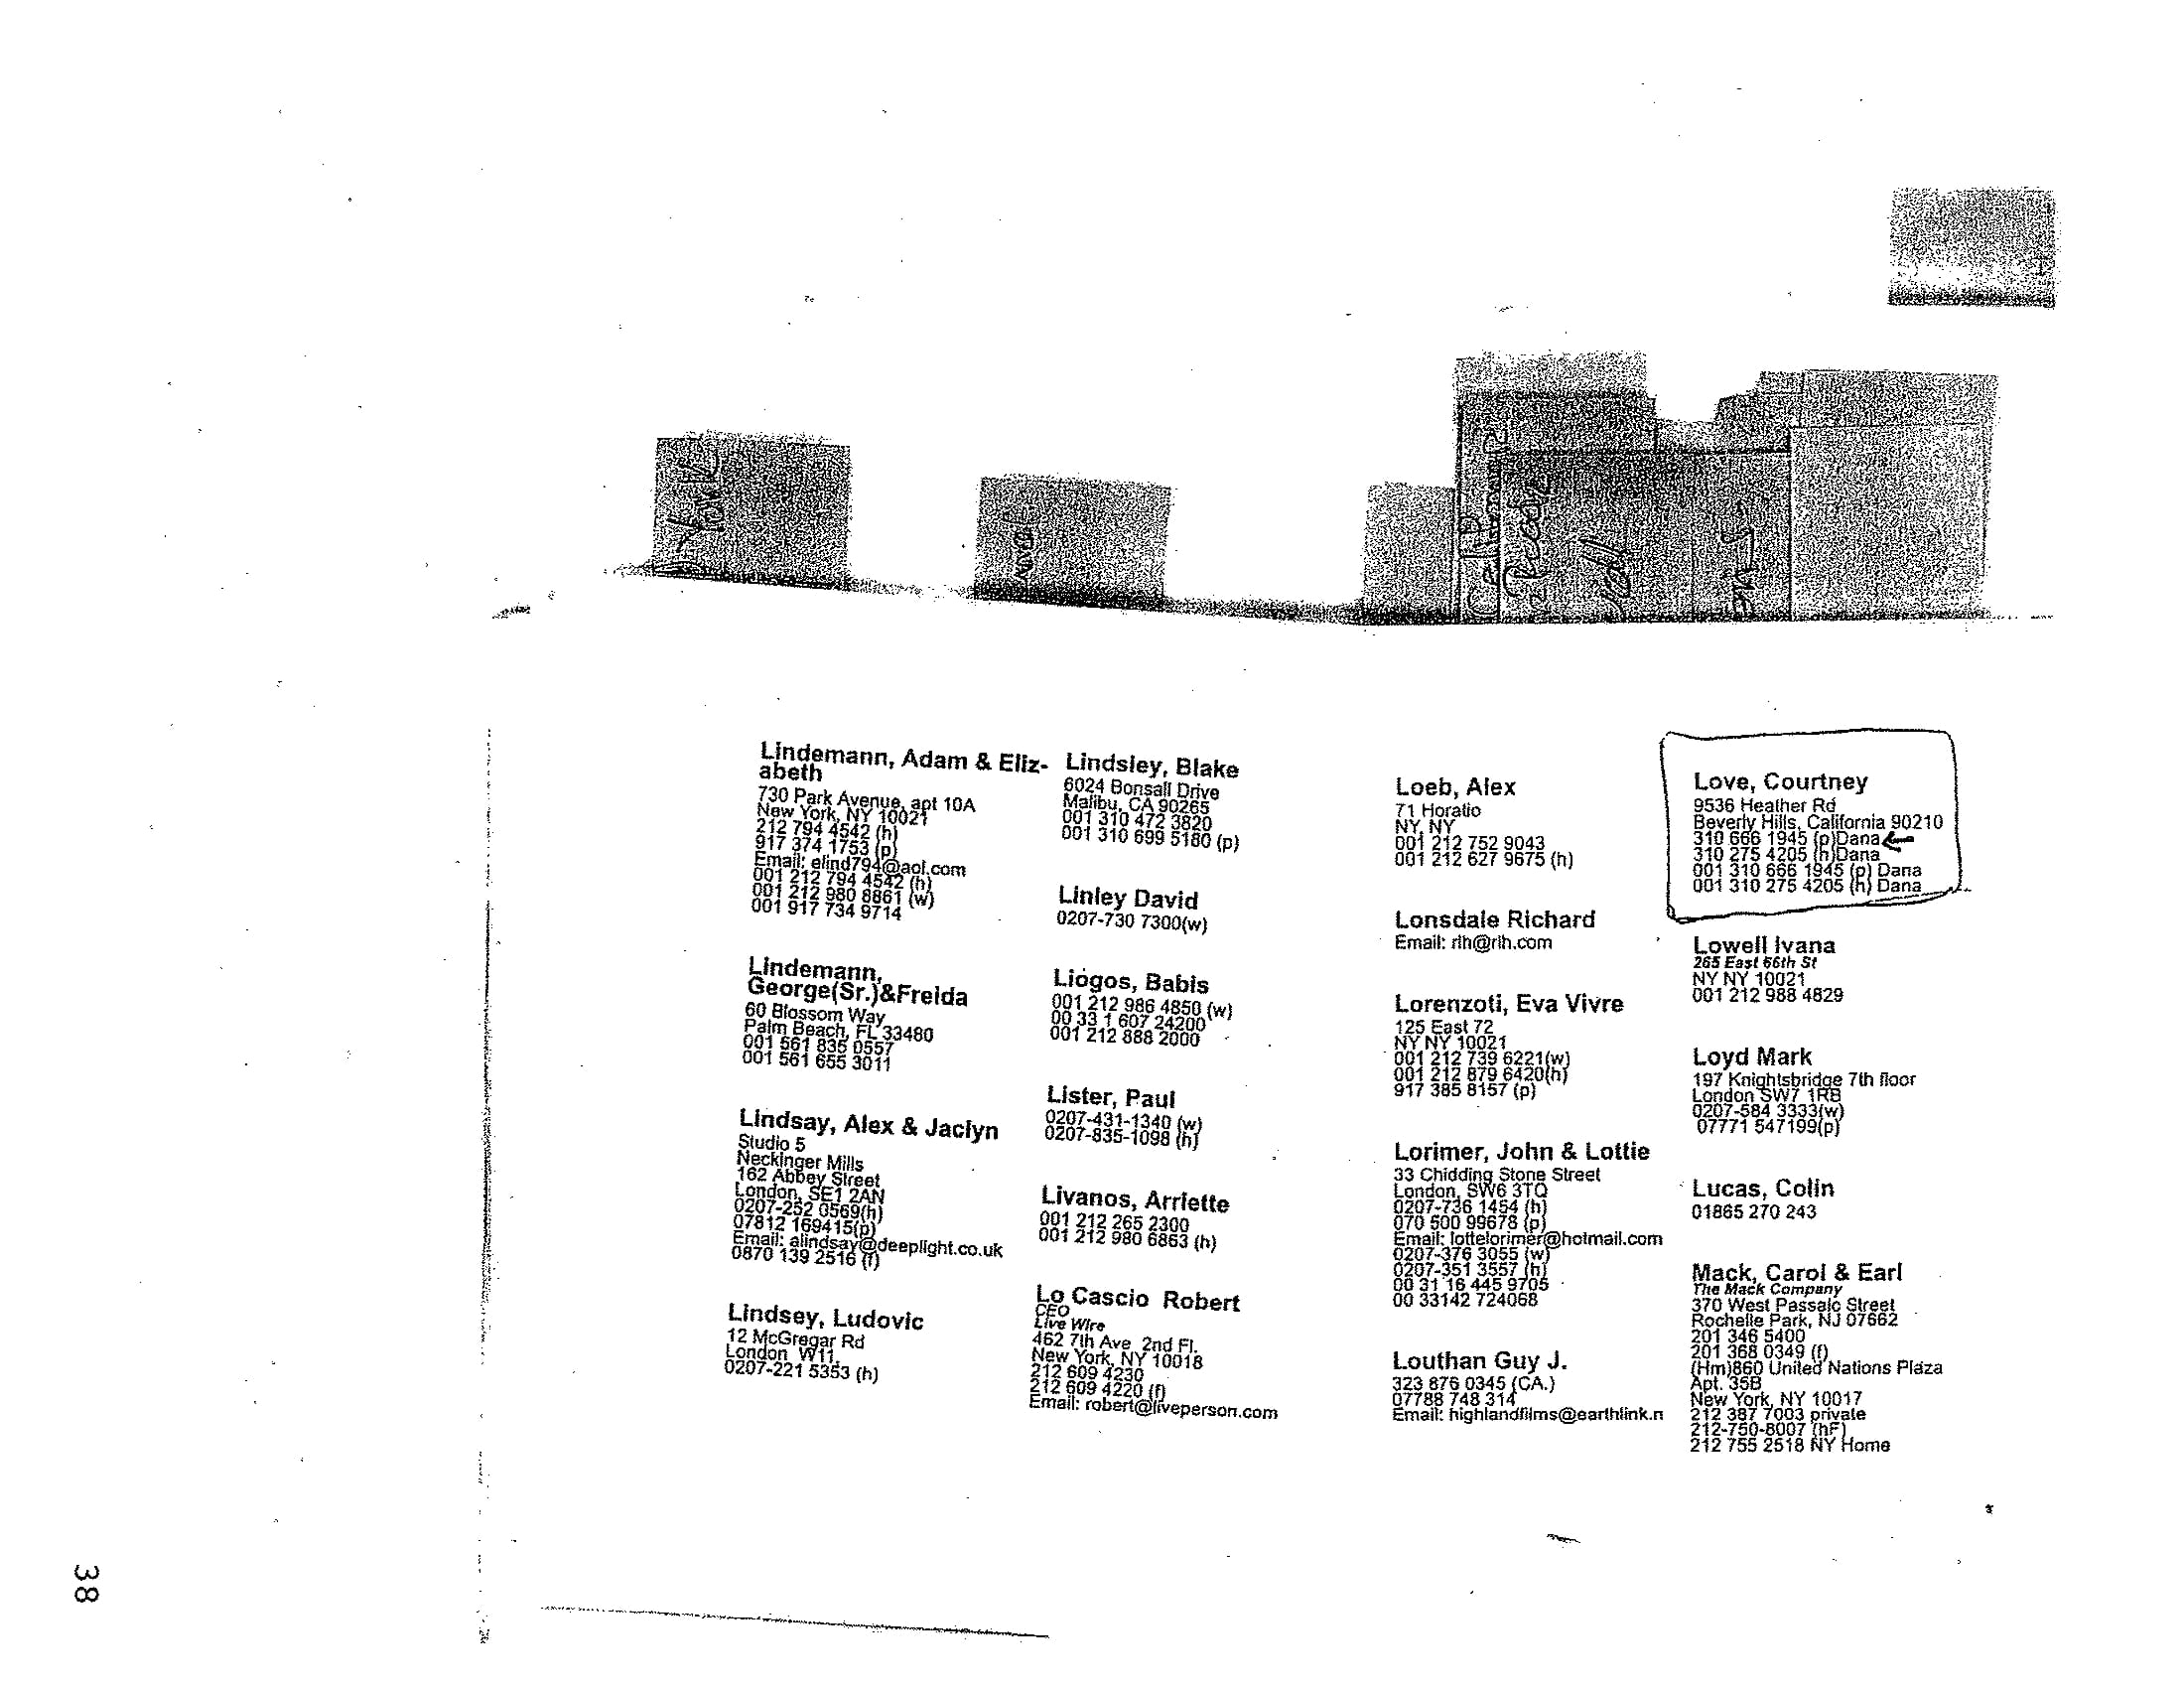 Lindemann, Adam & Eliz-
abeth
730 Park Avenue, apt 10A
New York, NY 10021
212 794 4542 (h)
917 374 1753 (p)
Email: elind794@aol.com
001 212 794 4542 (h)
001 212 980 8861 (w)
001 917 734 9714
Lindemann,
George(Sr.)&Freida
60 Blossom Way
Palm Beach, FL 33480
001 561 835 0557
001 561 655 3011
Lindsay, Alex & Jaclyn
Studio 5
Neckinger Mills
162 Abbey Street
London, SE1 2AN
0207-252 0569(h)
07812 169415(p)
Email: alindsay@deeplight.co.uk
0870 139 2516 (f)
Lindsey, Ludovic
12 McGregar Rd
London W11,
0207-221 5353 (h)
Lindsley, Blake
6024 Bonsall Drive
Malibu, CA 90265
001 310 472 3820
001 310 699 5180 (p)
Linley David
0207-730 7300(w)
Liogos, Babis
001 212 986 4850 (w)
00 33 1 607 24200
001 212 888 2000
Lister, Paul
0207-431-1340 (w)
0207-835-1098 (h)
Livanos, Arriette
001 212 265 2300
001 212 980 6863 (h)
Lo Cascio Robert
CEO
Live Wire
462 7th Ave 2nd Fl.
New York, NY 10018
212 609 4230
212 609 4220 (f)
Email: robert@liveperson.com
Loeb, Alex
71 Horatio
NY, NY
001 212 752 9043
001 212 627 9675 (h)
Lonsdale Richard
Email: rlh@rlh.com
Lorenzoti, Eva Vivre
125 East 72
NY NY 10021
001 212 739 6221(w)
001 212 879 6420(h)
917 385 8157 (p)
Lorimer, John & Lottie
33 Chidding Stone Street
London, SW6 3TQ
0207-736 1454 (h)
070 500 99678 (p)
Email: lottelorimer@hotmail.com
0207-376 3055 (w)
0207-351 3557 (h)
00 31 16 445 9705
00 33142 724068
Louthan Guy J.
323 876 0345 (CA.)
07788 748 314
Email: highlandfilms@earthlink.n
Love, Courtney
9536 Heather Rd
Beverly Hills, California 90210
310 666 1945 (p)Dana
310 275 4205 (h)Dana
001 310 666 1945 (p) Dana
001 310 275 4205 (h) Dana
Lowell Ivana
265 East 66th St
NY NY 10021
001 212 988 4829
Loyd Mark
197 Knightsbridge 7th floor
London SW7 1RB
0207-584 3333(w)
07771 547199(p)
Lucas, Colin
01865 270 243
Mack, Carol & Earl
The Mack Company
370 West Passaic Street
Rochelle Park, NJ 07662
201 346 5400
201 368 0349 (f)
(Hm)860 United Nations Plaza
Apt. 35B
New York, NY 10017
212 387 7003 private
212-750-8007 (hF)
212 755 2518 NY Home
38